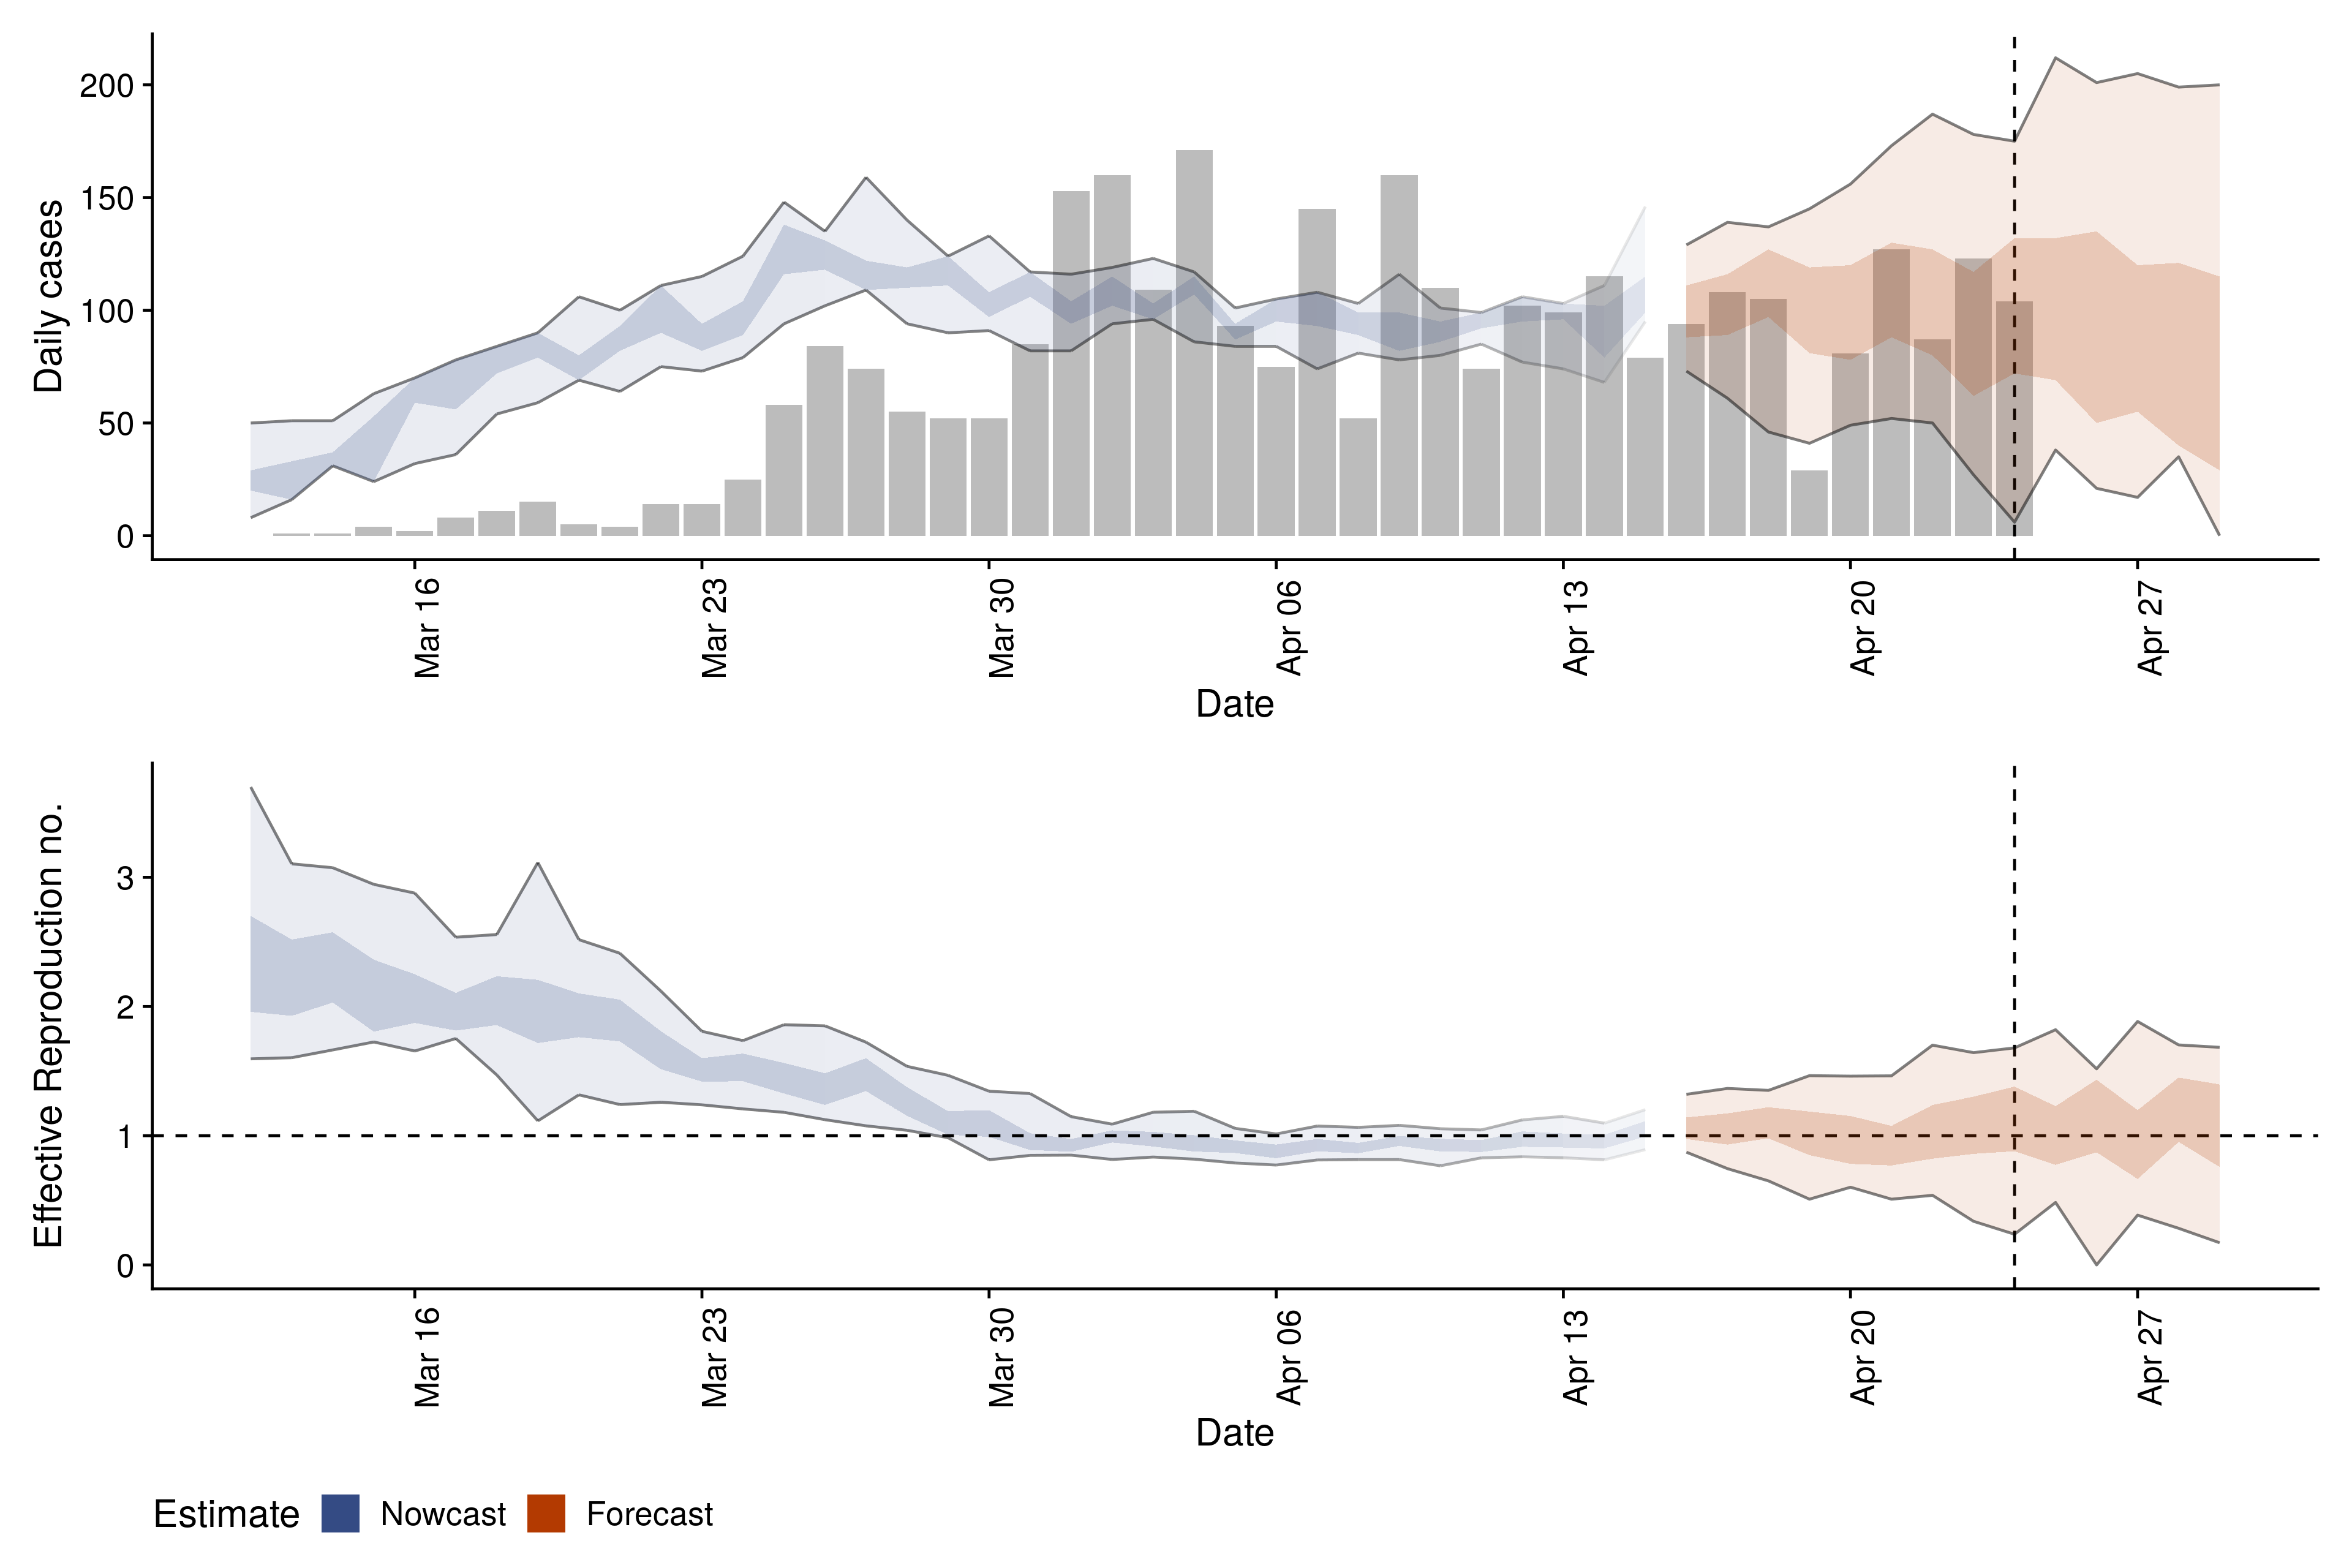 Daily cases
200
150
100
50
0
Mar 16
Mar 23
Mar 30
Apr 06
Apr 13
Apr 20
Apr 27
Date
Effective Reproduction no.
3
2
1
0
Mar 16
Mar 23
Mar 30
Apr 06
Apr 13
Apr 20
Apr 27
Date
Estimate Nowcast Forecast